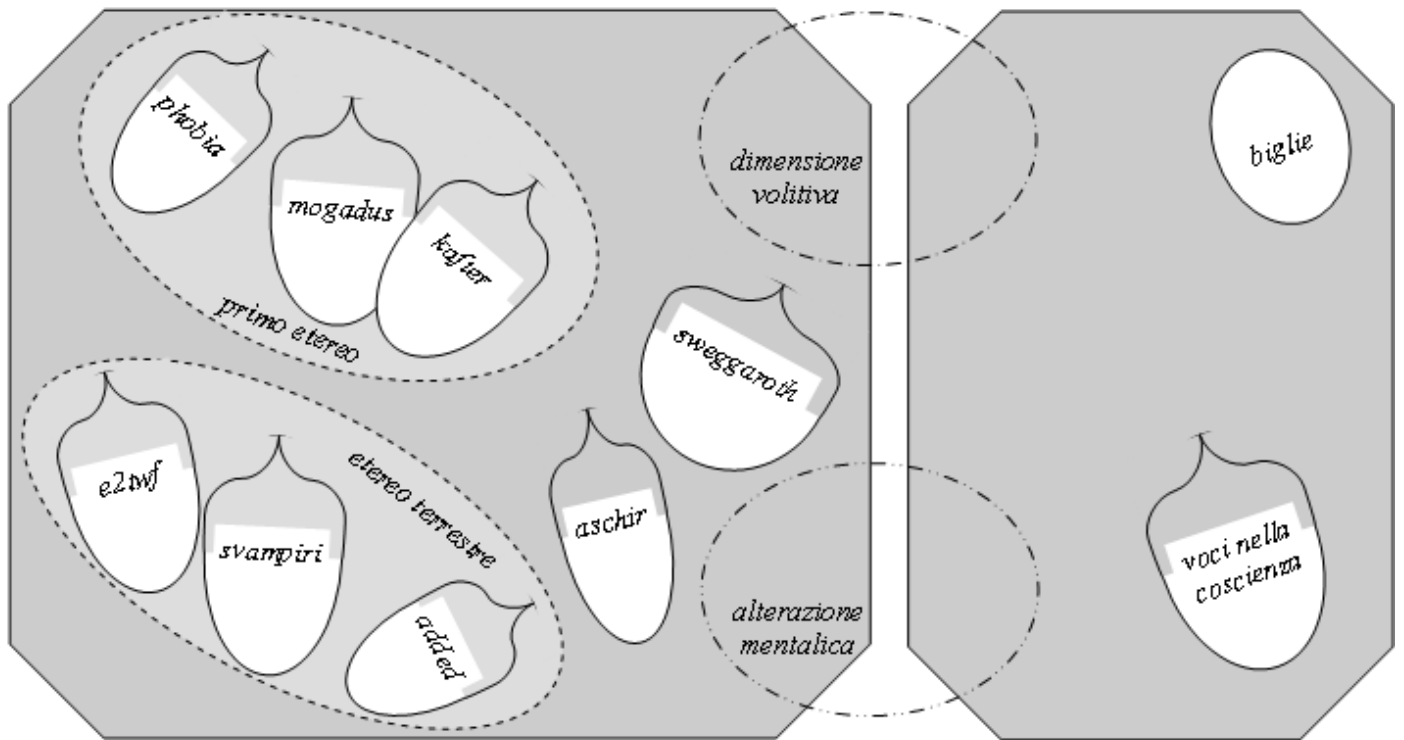 phobia
mogadus
kafier
primo etereo
dimensione
volitiva
biglie
sweggaroth
e2twf
svampiri
added
etereo terrestre
aschir
alterazione
mentalica
voci nella
coscienza